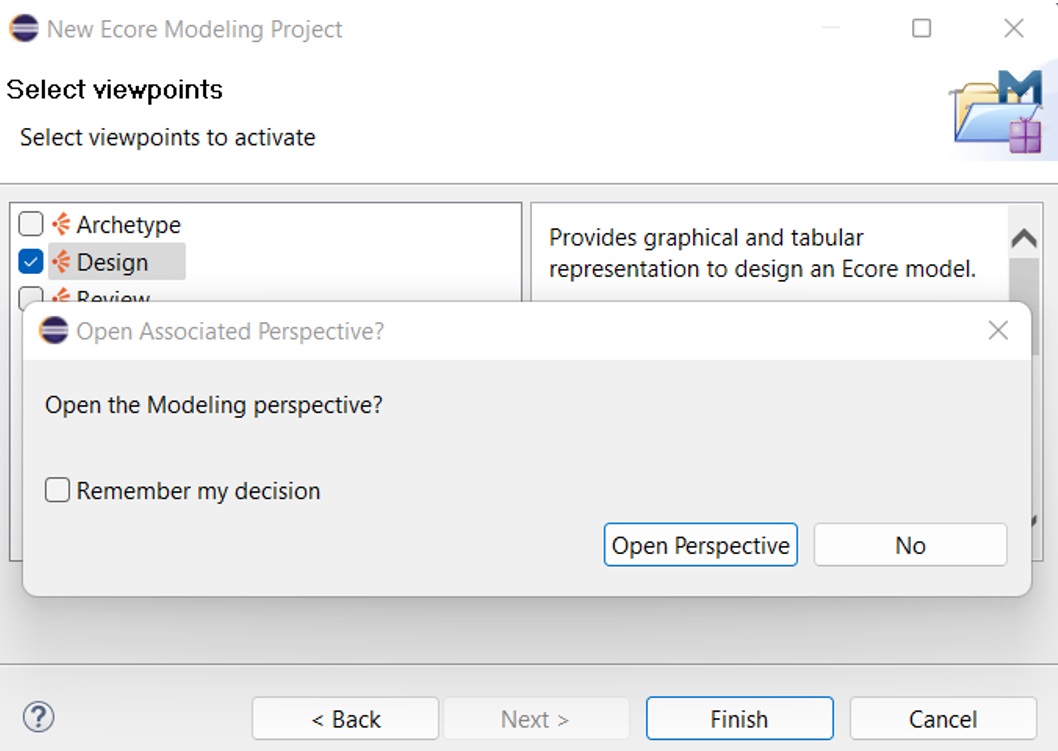 New Ecore Modeling Project
Select viewpoints
Select viewpoints to activate
Archetype
Design
Review
Provides graphical and tabular
representation to design an Ecore model.
Open Associated Perspective?
Open the Modeling perspective?
Remember my decision
Open Perspective
No
< Back
Next >
Finish
Cancel